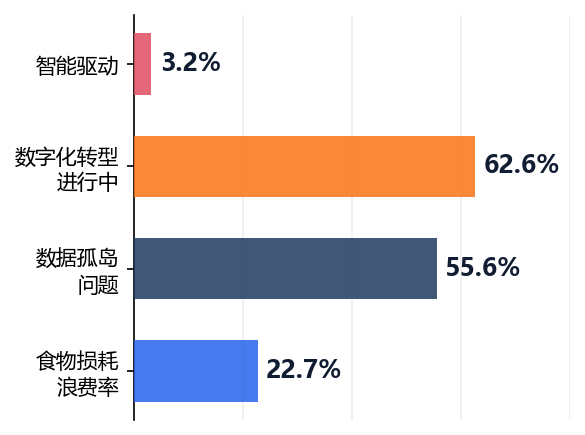 智能驱动
3.2%
数字化转型
进行中
62.6%
数据孤岛
问题
55.6%
食物损耗
浪费率
22.7%